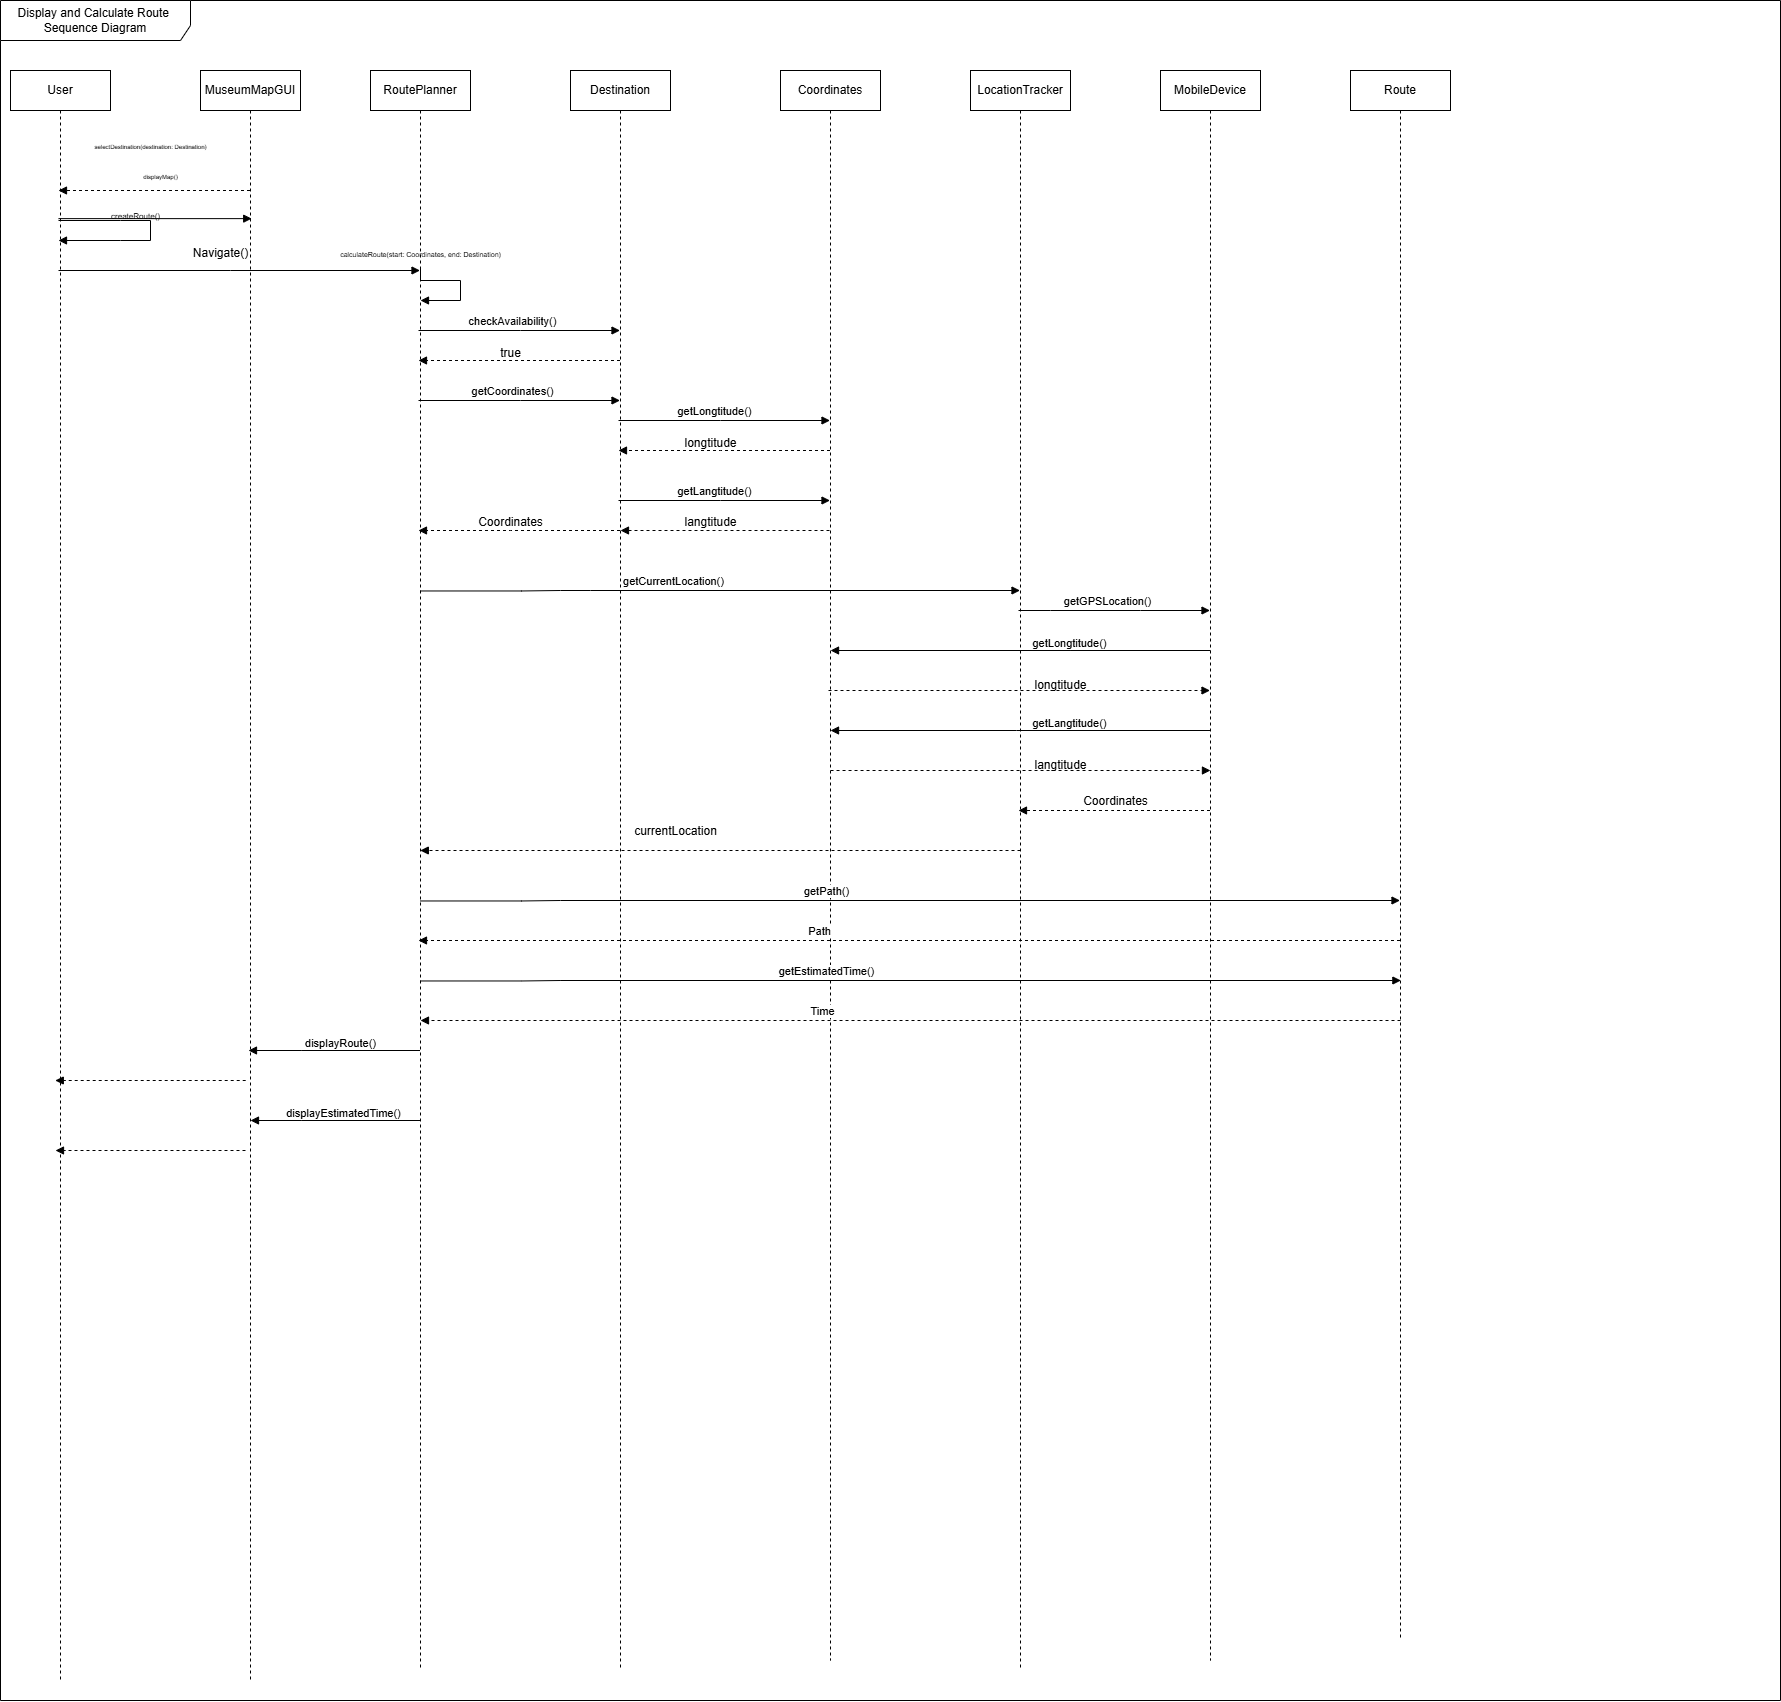 Display and Calculate Route
Sequence Diagram
User
MuseumMapGUI
RoutePlanner
Destination
Coordinates
LocationTracker
MobileDevice
Route
selectDestination(destination: Destination)
displayMap()
createRoute()
Navigate()
calculateRoute(start: Coordinates, end: Destination)
checkAvailability()
true
getCoordinates()
getLongtitude()
longtitude
getLangtitude()
Coordinates
langtitude
getCurrentLocation()
getGPSLocation()
getLongtitude()
longtitude
getLangtitude()
langtitude
Coordinates
currentLocation
getPath()
Path
getEstimatedTime()
Time
displayRoute()
displayEstimatedTime()